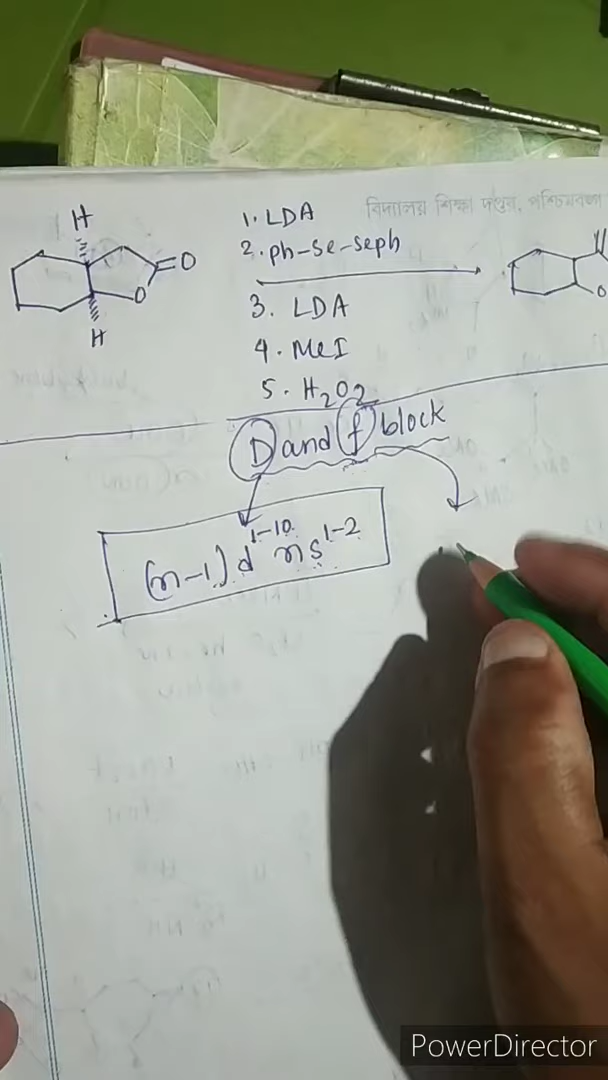 বিদ্যালয় শিক্ষা দপ্তর, পশ্চিমবঙ্গ
H
O
O
H
1. LDA
2. ph-se-seph
3. LDA
4. MeI
5. H₂O₂
O
D and f block
(n-1) d¹⁻¹⁰ ns¹⁻²
PowerDirector